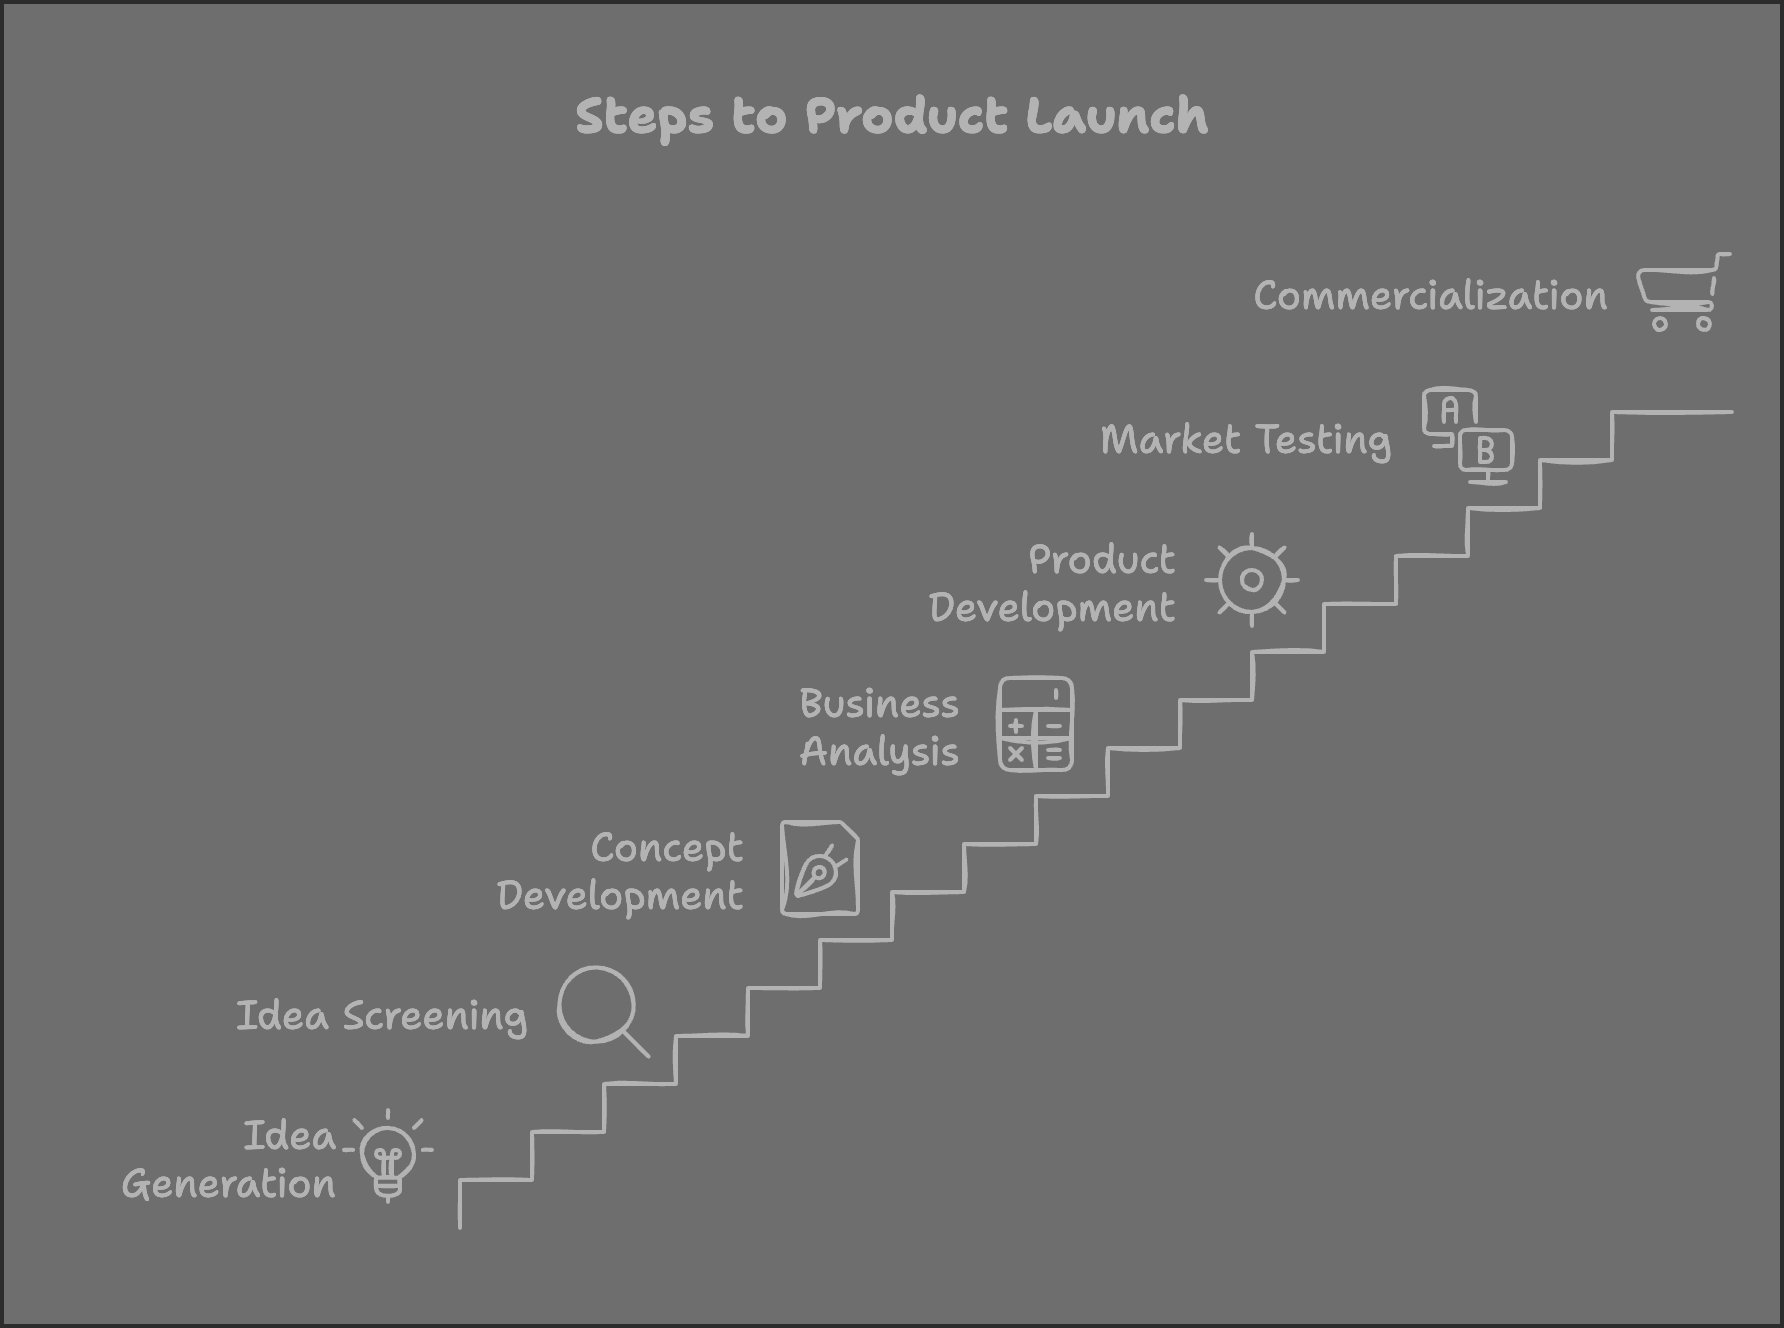 Steps to Product Launch
Commercialization
A
Market Testing
B
Product
Development
Business
Analysis
+ -
× =
Concept
Development
Idea Screening
Idea
Generation